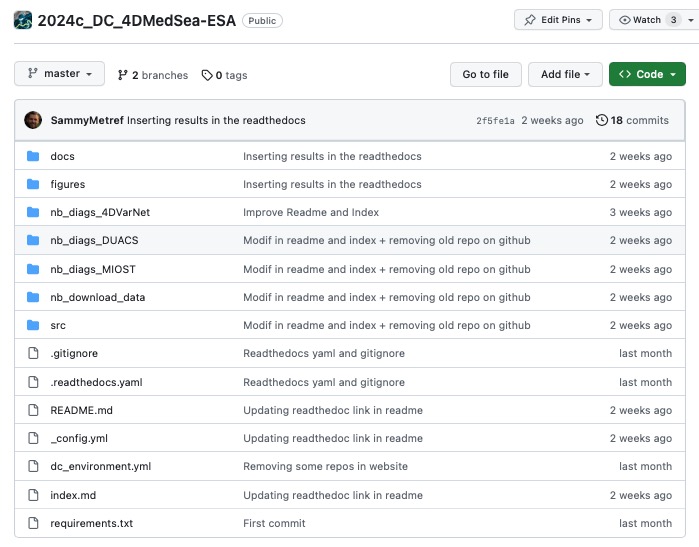 2024c_DC_4DMedSea-ESA Public Edit Pins Watch 3
master 2 branches 0 tags Go to file Add file Code
SammyMetref Inserting results in the readthedocs 2f5fe1a 2 weeks ago 18 commits
docs Inserting results in the readthedocs 2 weeks ago
figures Inserting results in the readthedocs 2 weeks ago
nb_diags_4DVarNet Improve Readme and Index 3 weeks ago
nb_diags_DUACS Modif in readme and index + removing old repo on github 2 weeks ago
nb_diags_MIOST Modif in readme and index + removing old repo on github 2 weeks ago
nb_download_data Modif in readme and index + removing old repo on github 2 weeks ago
src Modif in readme and index + removing old repo on github 2 weeks ago
.gitignore Readthedocs yaml and gitignore last month
.readthedocs.yaml Readthedocs yaml and gitignore last month
README.md Updating readthedoc link in readme 2 weeks ago
_config.yml Updating readthedoc link in readme 2 weeks ago
dc_environment.yml Removing some repos in website last month
index.md Updating readthedoc link in readme 2 weeks ago
requirements.txt First commit last month